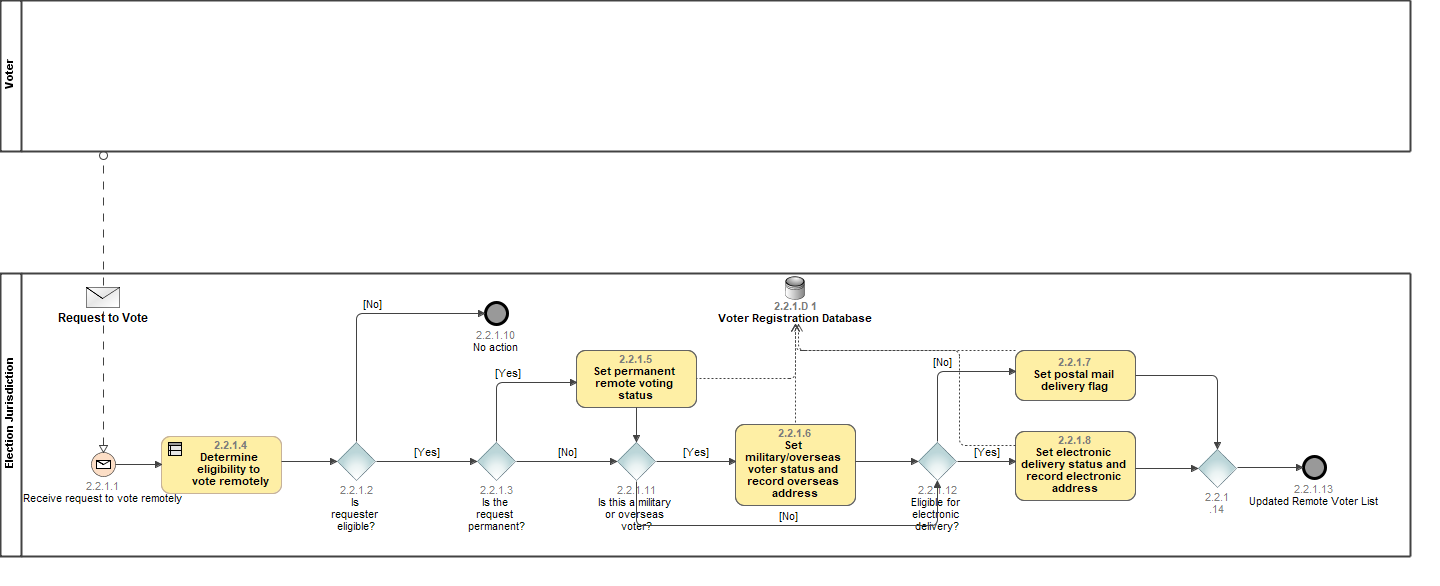 Voter
Election Jurisdiction
Request to Vote
2.2.1.1
Receive request to vote remotely
2.2.1.4
Determine
eligibility to
vote remotely
[No]
2.2.1.10
No action
2.2.1.2
Is
requester
eligible?
[Yes]
[Yes]
2.2.1.3
Is the
request
permanent?
[No]
2.2.1.5
Set permanent
remote voting
status
2.2.1.11
Is this a military
or overseas
voter?
[Yes]
[No]
2.2.1.D 1
Voter Registration Database
2.2.1.6
Set
military/overseas
voter status and
record overseas
address
2.2.1.12
Eligible for
electronic
delivery?
[No]
[Yes]
2.2.1.7
Set postal mail
delivery flag
2.2.1.8
Set electronic
delivery status and
record electronic
address
2.2.1
.14
2.2.1.13
Updated Remote Voter List